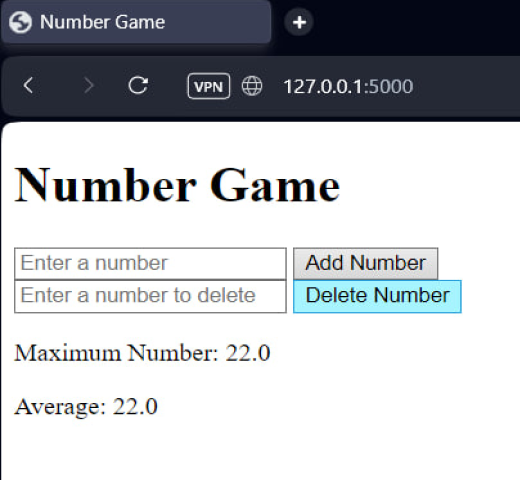 Number Game
VPN 127.0.0.1:5000
Number Game
Enter a number Add Number
Enter a number to delete Delete Number
Maximum Number: 22.0
Average: 22.0